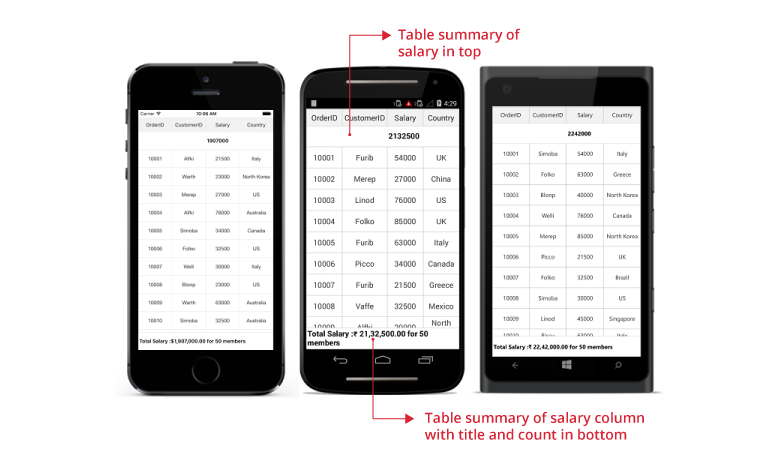 Table summary of
salary in top
Carrier 10:06 AM
OrderID CustomerID Salary Country
1907000
10001 Alfki 21500 Italy
10002 Warth 23000 North Korea
10003 Merep 27000 US
10004 Alfki 76000 Australia
10005 Simoba 34000 Canada
10006 Folko 32500 US
10007 Welli 30000 Italy
10008 Blonp 23000 US
10009 Warth 63000 Australia
10010 Simoba 32500 Australia
Total Salary :$1,907,000.00 for 50 members
4:29
OrderID CustomerID Salary Country
2132500
10001 Furib 54000 UK
10002 Merep 27000 China
10003 Linod 76000 US
10004 Folko 85000 UK
10005 Furib 63000 Italy
10006 Picco 34000 Canada
10007 Furib 21500 Greece
10008 Vaffe 32500 Mexico
10009 Alfki 30000 North
Total Salary :₹ 21,32,500.00 for 50
members
OrderID CustomerID Salary Country
2242000
10001 Simoba 54000 Italy
10002 Folko 63000 Greece
10003 Blonp 40000 North Korea
10004 Welli 76000 Canada
10005 Merep 85000 North Korea
10006 Picco 21500 UK
10007 Folko 32500 Brazil
10008 Simoba 30000 US
10009 Linod 45000 Singapore
10010 Picco 63000 Italy
Total Salary :₹ 22,42,000.00 for 50 members
Table summary of salary column
with title and count in bottom